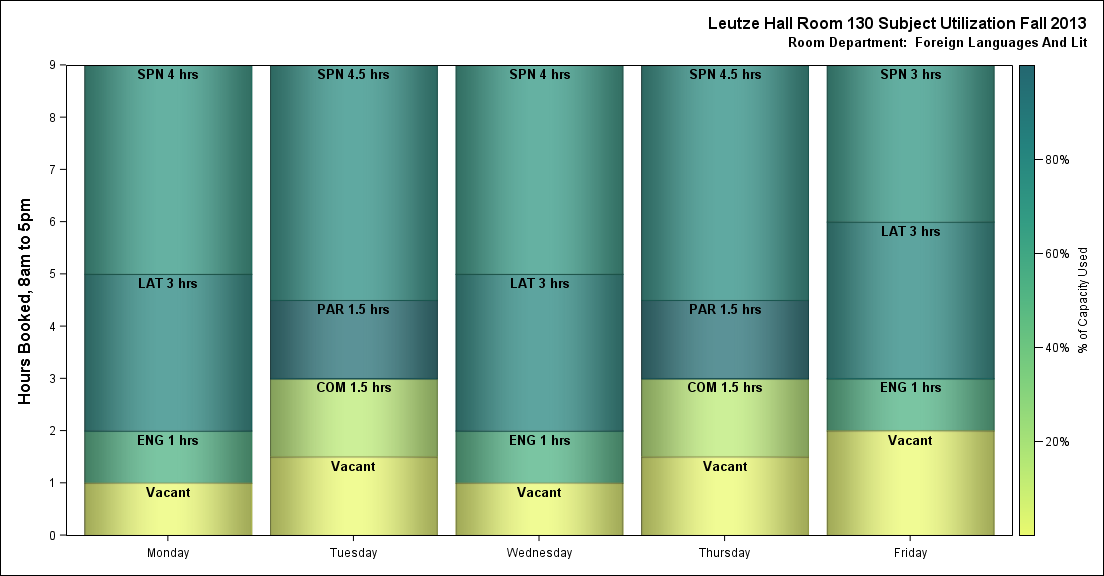 Leutze Hall Room 130 Subject Utilization Fall 2013
Room Department:  Foreign Languages And Lit
Hours Booked, 8am to 5pm
9
8
7
6
5
4
3
2
1
0
SPN 4 hrs
LAT 3 hrs
ENG 1 hrs
Vacant
SPN 4.5 hrs
PAR 1.5 hrs
COM 1.5 hrs
Vacant
SPN 4 hrs
LAT 3 hrs
ENG 1 hrs
Vacant
SPN 4.5 hrs
PAR 1.5 hrs
COM 1.5 hrs
Vacant
SPN 3 hrs
LAT 3 hrs
ENG 1 hrs
Vacant
Monday
Tuesday
Wednesday
Thursday
Friday
80%
60%
40%
20%
% of Capacity Used